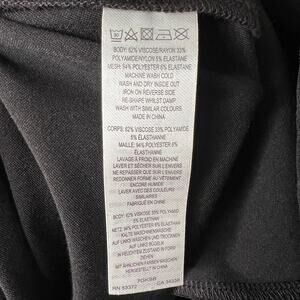 30
BODY: 62% VISCOSE/RAYON 33%
POLYAMIDE/NYLON 5% ELASTANE
MESH: 94% POLYESTER 6% ELASTANE
MACHINE WASH COLD
WASH AND DRY INSIDE OUT
IRON ON REVERSE SIDE
RE-SHAPE WHILST DAMP
WASH WITH SIMILAR COLOURS
MADE IN CHINA
CORPS: 62% VISCOSE 33% POLYAMIDE
5% ÉLASTHANNE
MAILLE: 94% POLYESTER 6%
ÉLASTHANNE
LAVAGE À FROID EN MACHINE
LAVER ET SÉCHER SUR L'ENVERS
NE REPASSER QUE SUR L'ENVERS
REDONNER FORME AU VÊTEMENT
ENCORE HUMIDE
LAVER AVEC DES COULEURS
SIMILAIRES
FABRIQUÉ EN CHINE
BODY: 62% VISKOSE 33% POLYAMID
5% ELASTHAN
NETZ: 94% POLYESTER 6% ELASTHAN
KALTE MASCHINENWÄSCHE
AUF LINKS WASCHEN UND TROCKNEN
AUF LINKS BÜGELN
IN FEUCHTEM ZUSTAND IN FORM
ZIEHEN
MIT ÄHNLICHEN FARBEN WASCHEN
HERGESTELLT IN CHINA
RN 53372